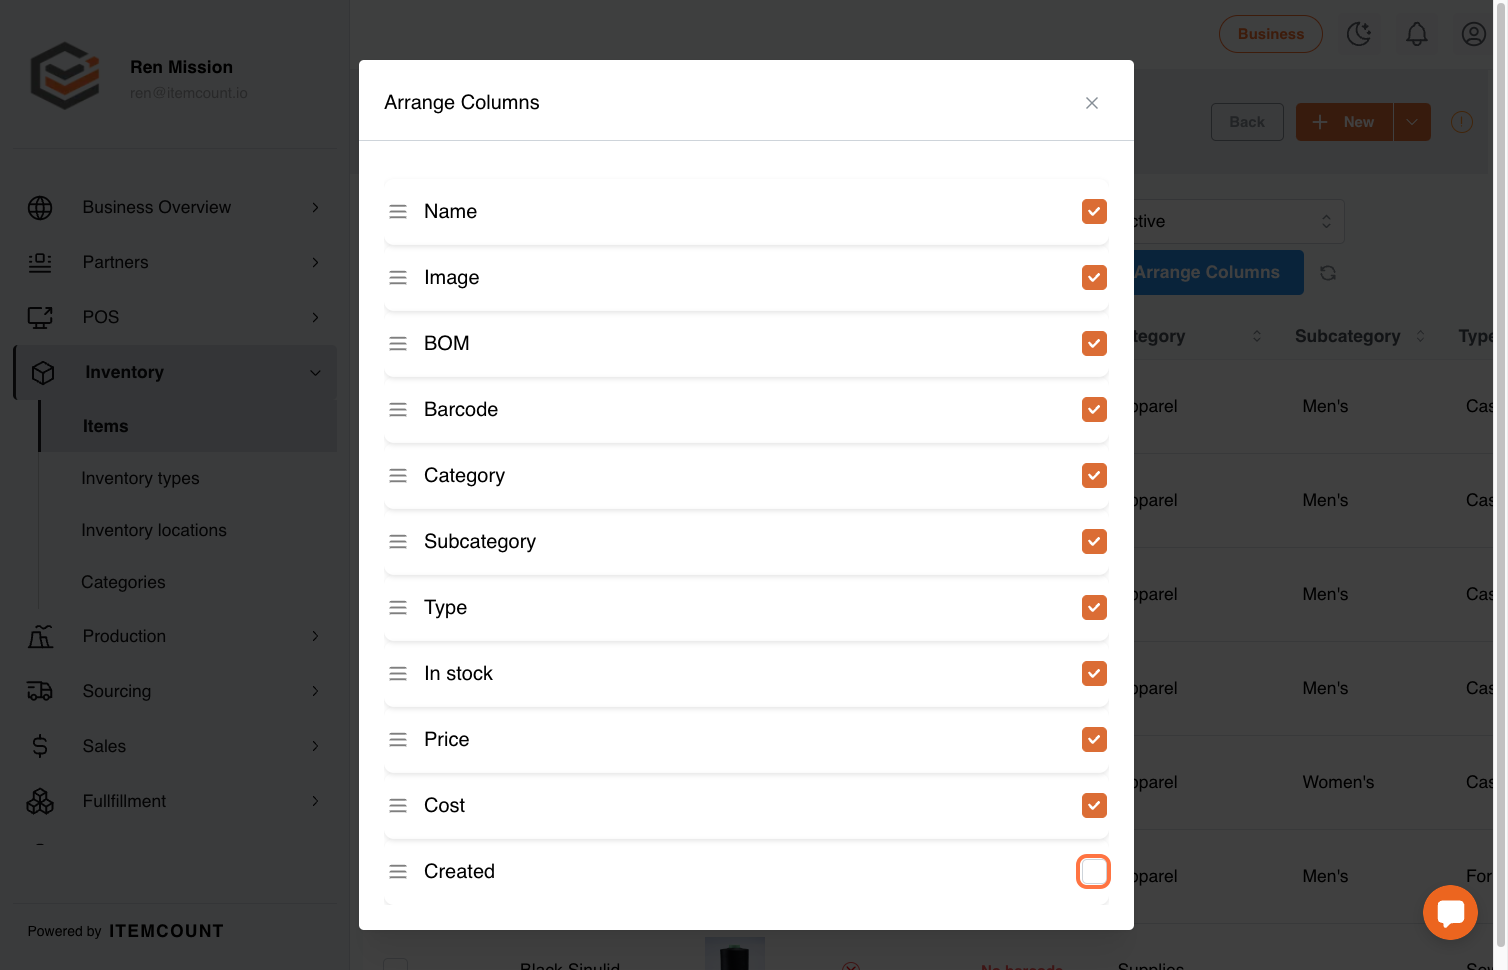 Ren Mission
ren@itemcount.io
Business
Back
New
Arrange Columns
Business Overview
Partners
POS
Inventory
Items
Inventory types
Inventory locations
Categories
Production
Sourcing
Sales
Fullfillment
Powered by ITEMCOUNT
Name
Image
BOM
Barcode
Category
Subcategory
Type
In stock
Price
Cost
Created
ctive
Arrange Columns
tegory Subcategory Type
pparel Men's Cas
pparel Men's Cas
pparel Men's Cas
pparel Men's Cas
pparel Women's Cas
pparel Men's For
Black Sinulid No barcode Supplies